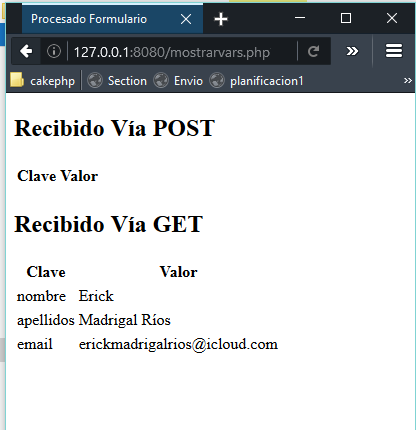 Procesado Formulario
127.0.0.1:8080/mostrarvars.php
cakephp Section Envio planificacion1
Recibido Vía POST
Clave Valor
Recibido Vía GET
Clave Valor
nombre Erick
apellidos Madrigal Ríos
email erickmadrigalrios@icloud.com